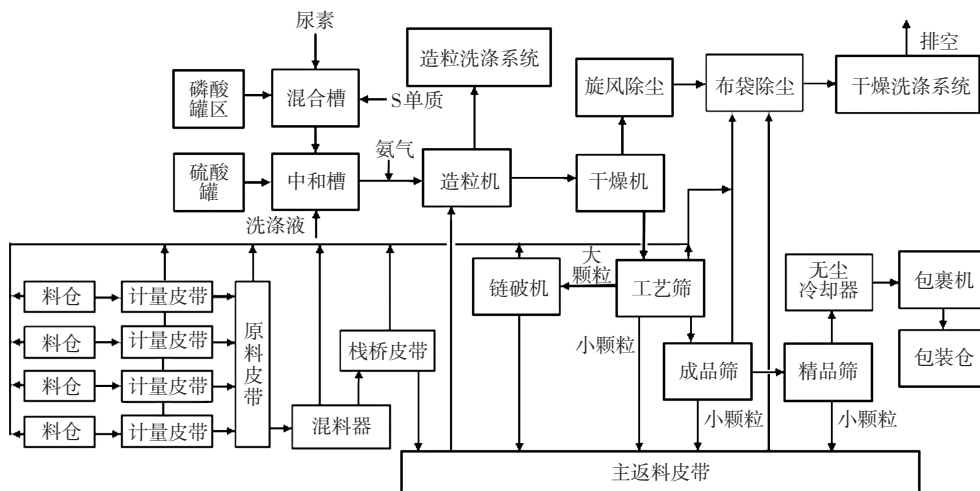 尿素
排空
造粒洗涤系统
磷酸
罐区
混合槽
S单质
旋风除尘
布袋除尘
干燥洗涤系统
氨气
硫酸
罐
中和槽
造粒机
干燥机
洗涤液
大
颗粒
链破机
工艺筛
无尘
冷却器
包裹机
料仓
计量皮带
料仓
计量皮带
料仓
计量皮带
料仓
计量皮带
原
料
皮
带
栈桥皮带
小颗粒
成品筛
精品筛
包装仓
混料器
小颗粒
小颗粒
主返料皮带